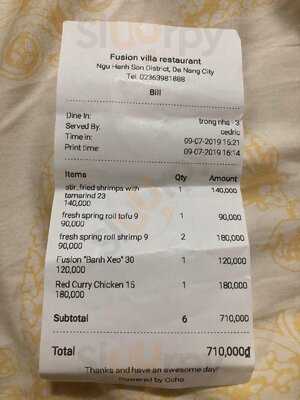 Sluurpy
Fusion villa restaurant
Ngu Hanh Son District, Da Nang City
Tel. 02363981888
Bill
Dine In: trong nhà - 3
Served By: cedric
Time in: 09-07-2019 15:21
Print time: 09-07-2019 16:14
Items Qty Amount
stir_fried shrimps with 1 140,000
tamarind 23
140,000
fresh spring roll tofu 9 1 90,000
90,000
fresh spring roll shrimp 9 2 180,000
90,000
Fusion "Banh Xeo" 30 1 120,000
120,000
Red Curry Chicken 15 1 180,000
180,000
Subtotal 6 710,000
Total 710,000₫
Thanks and have an awesome day!
Powered by Ocha